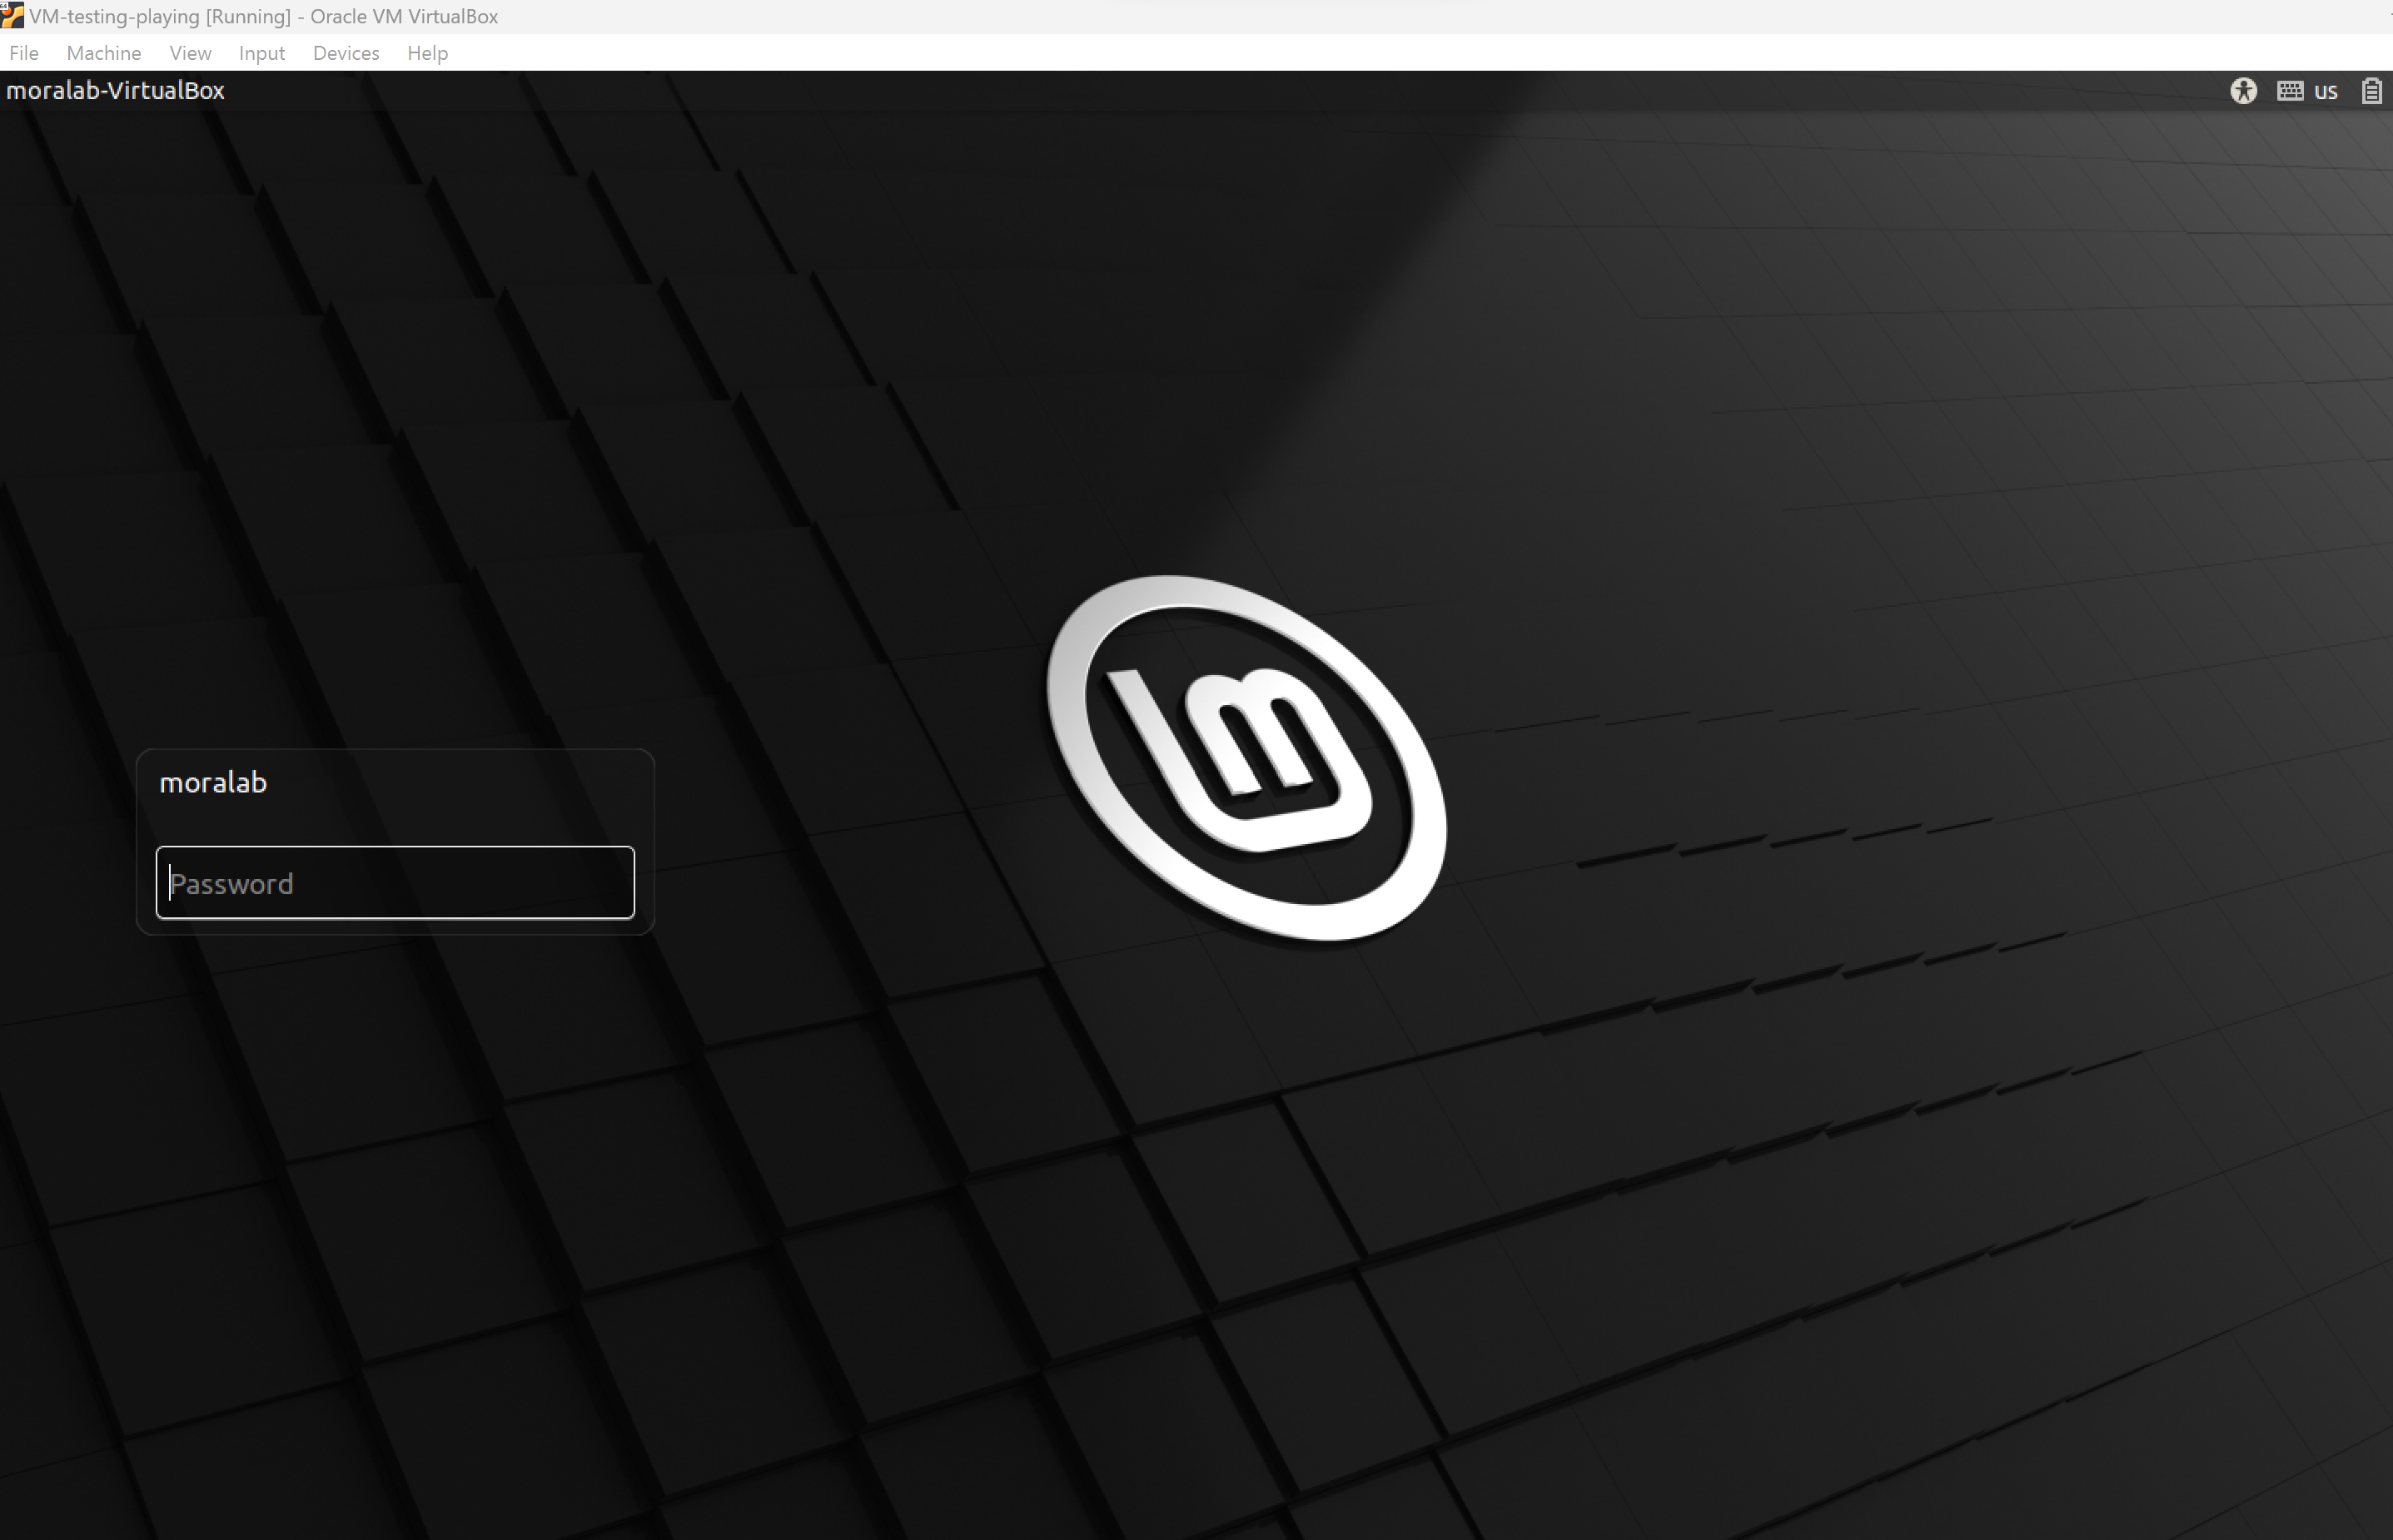 VM-testing-playing [Running] - Oracle VM VirtualBox
File Machine View Input Devices Help
moralab-VirtualBox us
moralab
Password